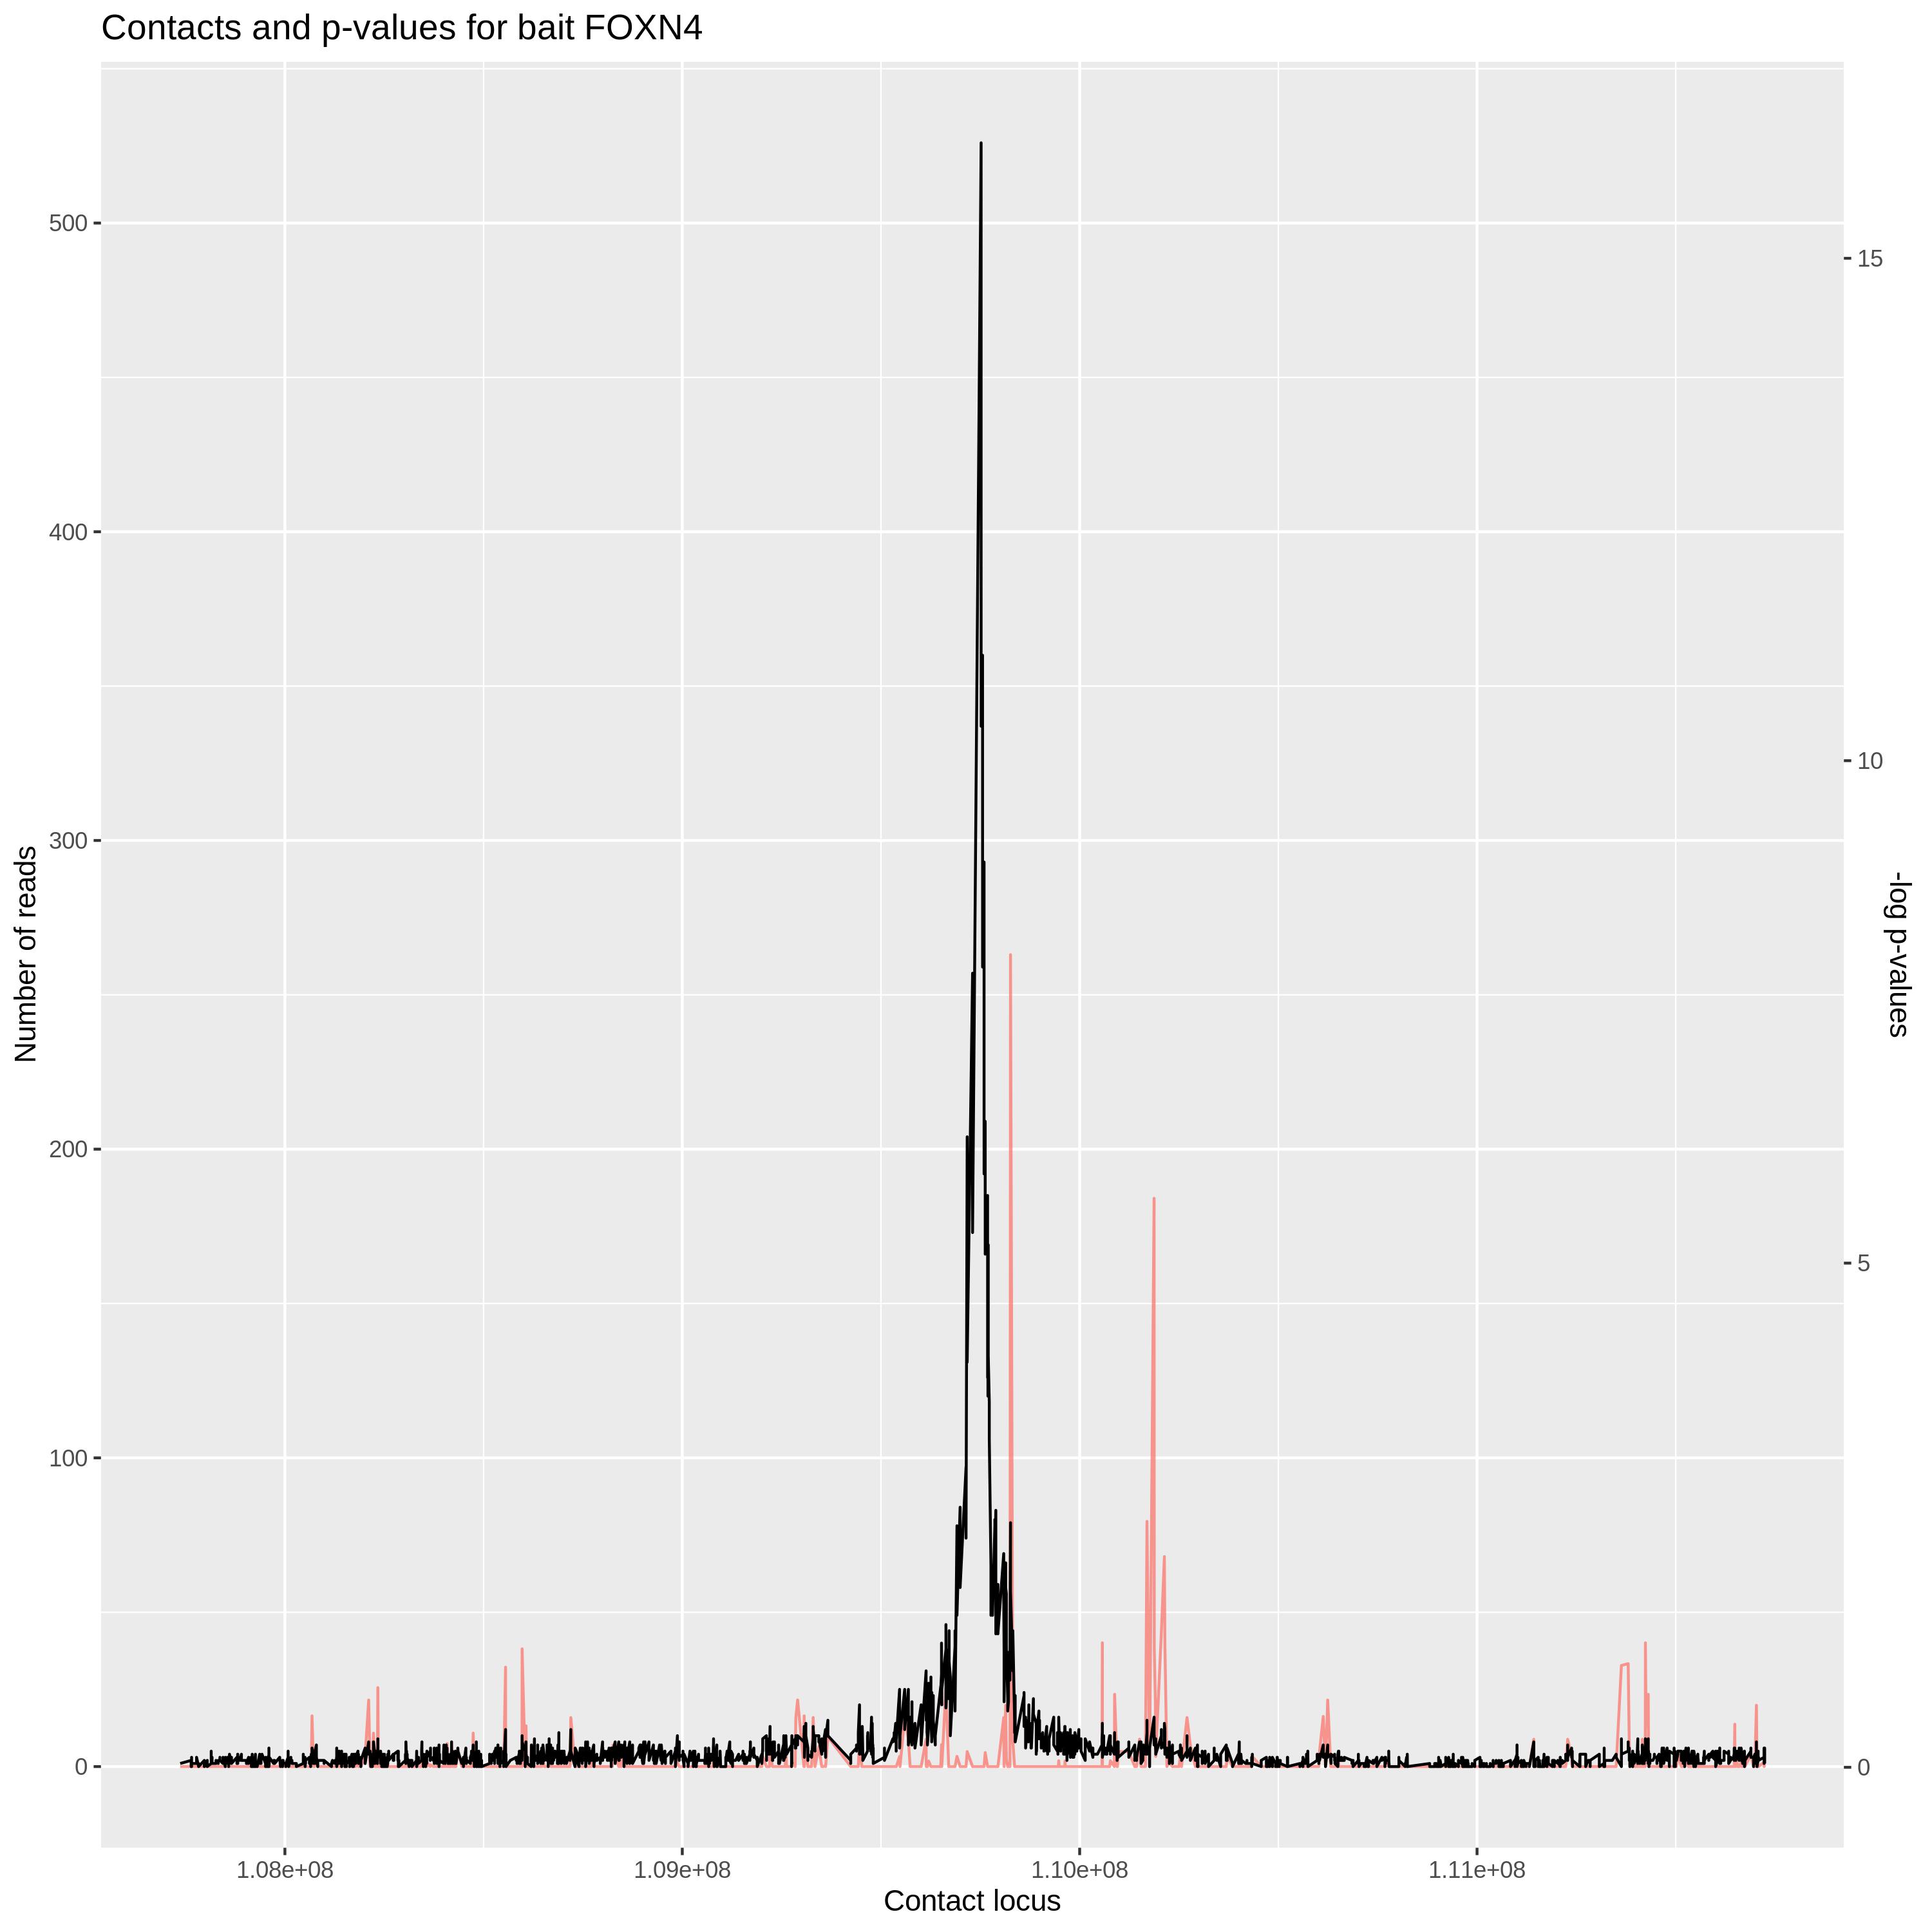 Contacts and p-values for bait FOXN4
500
400
300
200
100
0
Number of reads
15
10
5
0
-log p-values
1.08e+08
1.09e+08
1.10e+08
1.11e+08
Contact locus